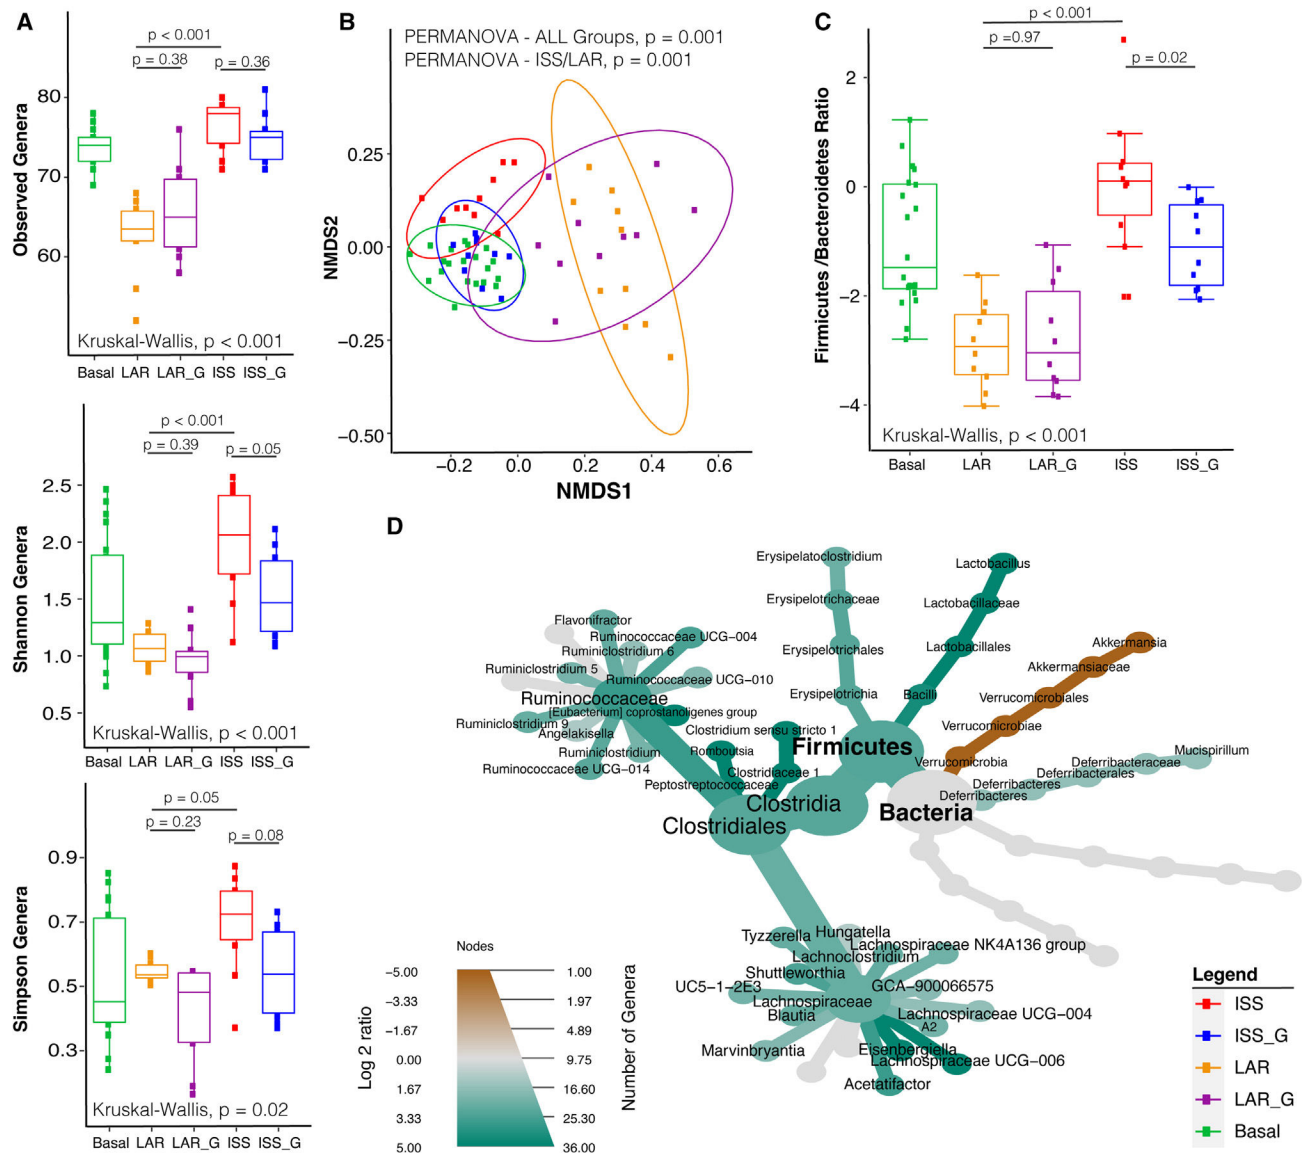 A
p < 0.001
p = 0.38
p = 0.36
Observed Genera
80
70
60
Kruskal-Wallis, p < 0.001
Basal LAR LAR_G ISS ISS_G
p < 0.001
p = 0.39
p = 0.05
Shannon Genera
2.5
2.0
1.5
1.0
0.5
Kruskal-Wallis, p < 0.001
Basal LAR LAR_G ISS ISS_G
p = 0.05
p = 0.23
p = 0.08
Simpson Genera
0.9
0.7
0.5
0.3
Kruskal-Wallis, p = 0.02
Basal LAR LAR_G ISS ISS_G
B
PERMANOVA - ALL Groups, p = 0.001
PERMANOVA - ISS/LAR, p = 0.001
NMDS2
0.25
0.00
−0.25
−0.50
−0.2 0.0 0.2 0.4 0.6
NMDS1
C
p < 0.001
p =0.97
p = 0.02
Firmicutes /Bacteroidetes Ratio
2
0
−2
−4
Kruskal-Wallis, p < 0.001
Basal LAR LAR_G ISS ISS_G
D
Erysipelatoclostridium
Erysipelotrichaceae
Erysipelotrichales
Erysipelotrichia
Lactobacillus
Lactobacillaceae
Lactobacillales
Bacilli
Akkermansia
Akkermansiaceae
Verrucomicrobiales
Verrucomicrobiae
Verrucomicrobia
Mucispirillum
Deferribacteraceae
Deferribacterales
Deferribacteres
Deferribacteres
Flavonifractor
Ruminococcaceae UCG−004
Ruminiclostridium 6
Ruminiclostridium 5
Ruminococcaceae UCG−010
Ruminococcaceae
[Eubacterium] coprostanoligenes group
Ruminiclostridium 9
Angelakisella
Ruminiclostridium
Ruminococcaceae UCG−014
Clostridium sensu stricto 1
Romboutsia
Clostridiaceae 1
Peptostreptococcaceae
Firmicutes
Clostridia
Clostridiales
Bacteria
Tyzzerella
Hungatella
Lachnospiraceae NK4A136 group
Lachnoclostridium
Shuttleworthia
UC5−1−2E3
GCA−900066575
Lachnospiraceae
Blautia
Lachnospiraceae UCG−004
A2
Marvinbryantia
Eisenbergiella
Lachnospiraceae UCG−006
Acetatifactor
Nodes
Log 2 ratio
−5.00 1.00
−3.33 1.97
−1.67 4.89
0.00 9.75
1.67 16.60
3.33 25.30
5.00 36.00
Number of Genera
Legend
ISS
ISS_G
LAR
LAR_G
Basal